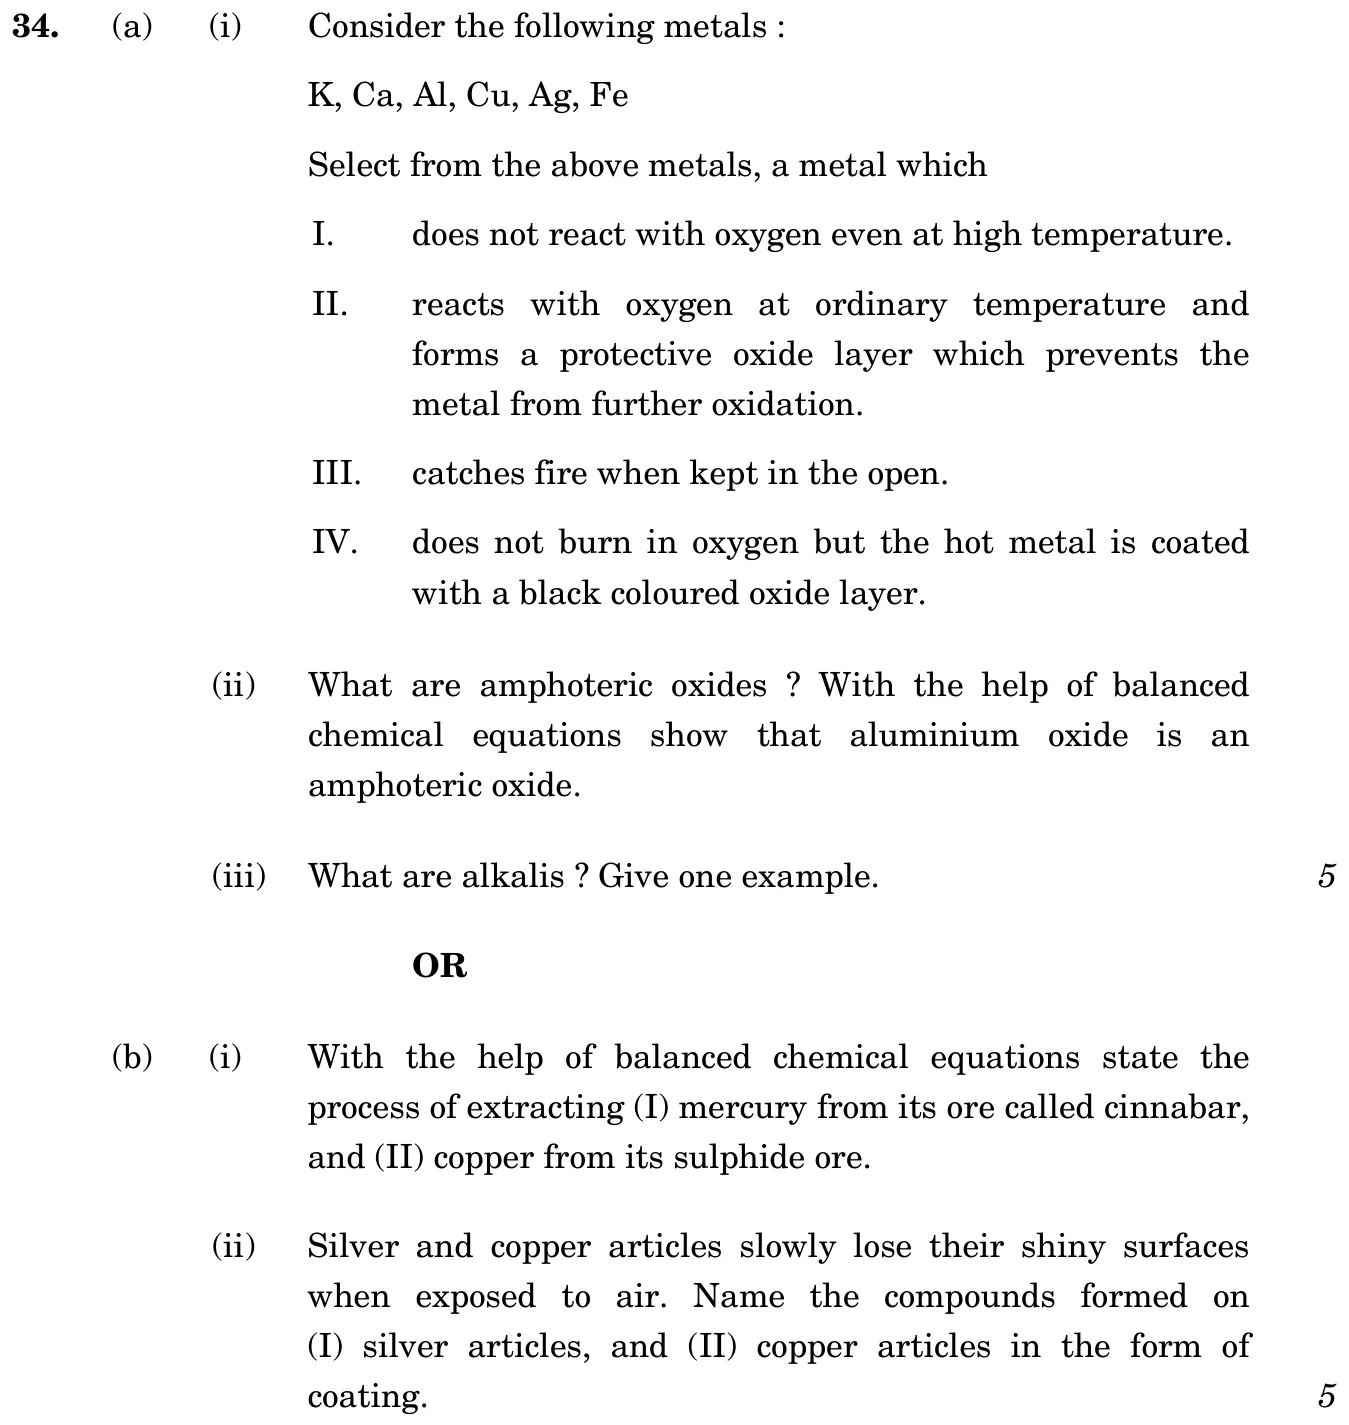 34. (a) (i) Consider the following metals :
K, Ca, Al, Cu, Ag, Fe
Select from the above metals, a metal which
I. does not react with oxygen even at high temperature.
II. reacts with oxygen at ordinary temperature and
forms a protective oxide layer which prevents the
metal from further oxidation.
III. catches fire when kept in the open.
IV. does not burn in oxygen but the hot metal is coated
with a black coloured oxide layer.
(ii) What are amphoteric oxides ? With the help of balanced
chemical equations show that aluminium oxide is an
amphoteric oxide.
(iii) What are alkalis ? Give one example. 5
OR
(b) (i) With the help of balanced chemical equations state the
process of extracting (I) mercury from its ore called cinnabar,
and (II) copper from its sulphide ore.
(ii) Silver and copper articles slowly lose their shiny surfaces
when exposed to air. Name the compounds formed on
(I) silver articles, and (II) copper articles in the form of
coating. 5